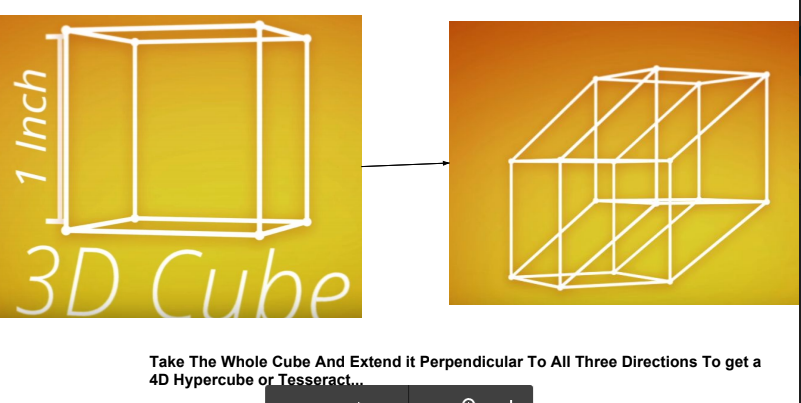 1 Inch
3D Cube
Take The Whole Cube And Extend it Perpendicular To All Three Directions To get a
4D Hypercube or Tesseract...